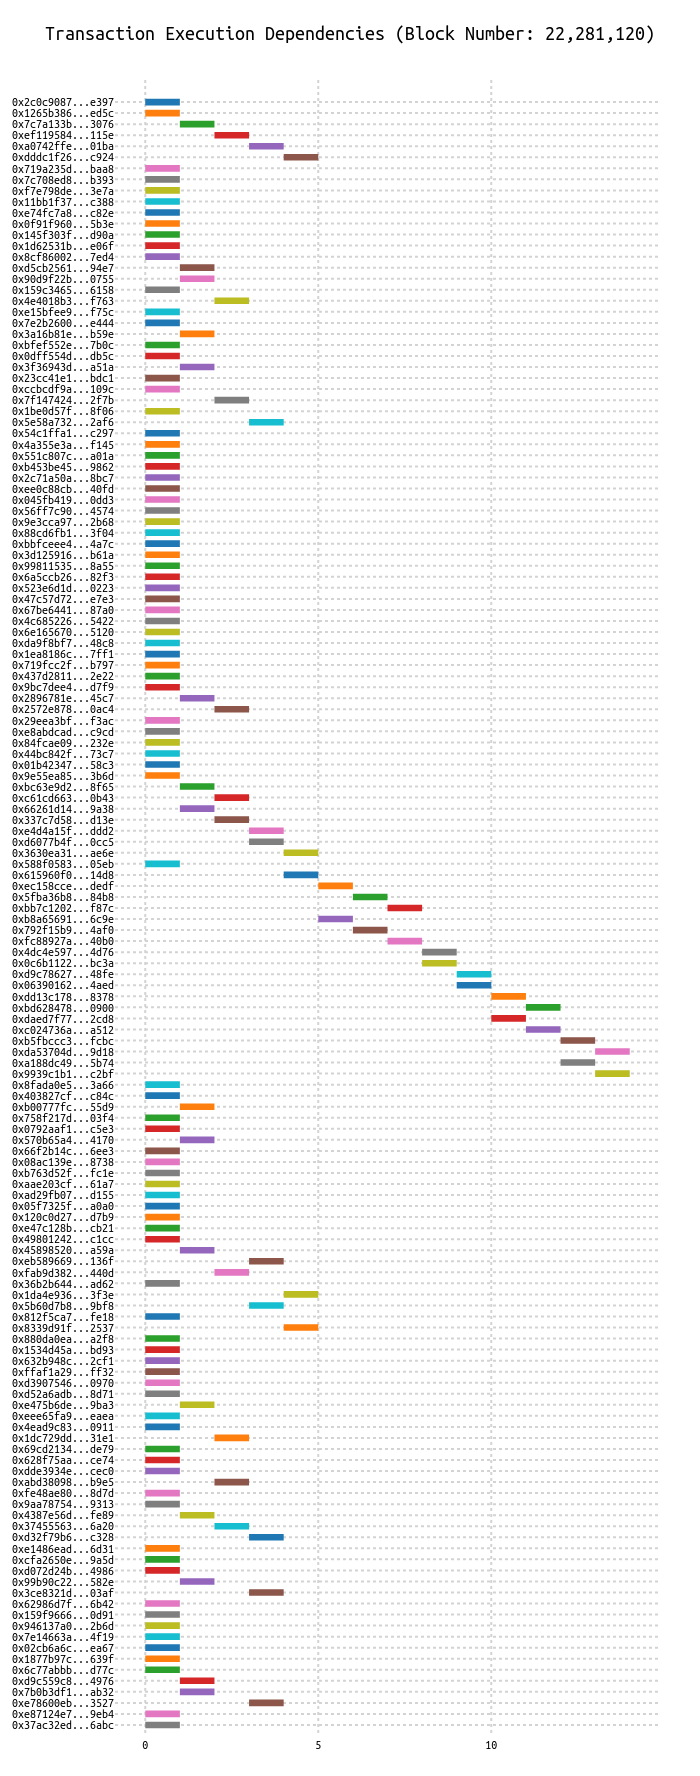 Transaction Execution Dependencies (Block Number: 22,281,120)
0x2c0c9087...e397
0x1265b386...ed5c
0x7c7a133b...3076
0xef119584...115e
0xa0742ffe...01ba
0xdddc1f26...c924
0x719a235d...baa8
0x7c708ed8...b393
0xf7e798de...3e7a
0x11bb1f37...c388
0xe74fc7a8...c82e
0x0f91f960...5b3e
0x145f303f...d90a
0x1d62531b...e06f
0x8cf86002...7ed4
0xd5cb2561...94e7
0x90d9f22b...0755
0x159c3465...6158
0x4e4018b3...f763
0xe15bfee9...f75c
0x7e2b2600...e444
0x3a16b81e...b59e
0xbfef552e...7b0c
0x0dff554d...db5c
0x3f36943d...a51a
0x23cc41e1...bdc1
0xccbcdf9a...109c
0x7f147424...2f7b
0x1be0d57f...8f06
0x5e58a732...2af6
0x54c1ffa1...c297
0x4a355e3a...f145
0x551c807c...a01a
0xb453be45...9862
0x2c71a50a...8bc7
0xee0c88cb...40fd
0x045fb419...0dd3
0x56ff7c90...4574
0x9e3cca97...2b68
0x88cd6fb1...3f04
0xbbfceee4...4a7c
0x3d125916...b61a
0x99811535...8a55
0x6a5ccb26...82f3
0x523e6d1d...0223
0x47c57d72...e7e3
0x67be6441...87a0
0x4c685226...5422
0x6e165670...5120
0xda9f8bf7...48c8
0x1ea8186c...7ff1
0x719fcc2f...b797
0x437d2811...2e22
0x9bc7dee4...d7f9
0x2896781e...45c7
0x2572e878...0ac4
0x29eea3bf...f3ac
0xe8abdcad...c9cd
0x84fcae09...232e
0x44bc842f...73c7
0x01b42347...58c3
0x9e55ea85...3b6d
0xbc63e9d2...8f65
0xc61cd663...0b43
0x66261d14...9a38
0x337c7d58...d13e
0xe4d4a15f...ddd2
0xd6077b4f...0cc5
0x3630ea31...ae6e
0x588f0583...05eb
0x615960f0...14d8
0xec158cce...dedf
0x5fba36b8...84b8
0xbb7c1202...f87c
0xb8a65691...6c9e
0x792f15b9...4af0
0xfc88927a...40b0
0x4dc4e597...4d76
0x0c6b1122...bc3a
0xd9c78627...48fe
0x06390162...4aed
0xdd13c178...8378
0xbd628478...0900
0xdaed7f77...2cd8
0xc024736a...a512
0xb5fbccc3...fcbc
0xda53704d...9d18
0xa188dc49...5b74
0x9939c1b1...c2bf
0x8fada0e5...3a66
0x403827cf...c84c
0xb00777fc...55d9
0x758f217d...03f4
0x0792aaf1...c5e3
0x570b65a4...4170
0x66f2b14c...6ee3
0x08ac139e...8738
0xb763d52f...fc1e
0xaae203cf...61a7
0xad29fb07...d155
0x05f7325f...a0a0
0x120c0d27...d7b9
0xe47c128b...cb21
0x49801242...c1cc
0x45898520...a59a
0xeb589669...136f
0xfab9d382...440d
0x36b2b644...ad62
0x1da4e936...3f3e
0x5b60d7b8...9bf8
0x812f5ca7...fe18
0x8339d91f...2537
0x880da0ea...a2f8
0x1534d45a...bd93
0x632b948c...2cf1
0xffaf1a29...ff32
0xd3907546...0970
0xd52a6adb...8d71
0xe475b6de...9ba3
0xeee65fa9...eaea
0x4ead9c83...0911
0x1dc729dd...31e1
0x69cd2134...de79
0x628f75aa...ce74
0xdde3934e...cec0
0xabd38098...b9e5
0xfe48ae80...8d7d
0x9aa78754...9313
0x4387e56d...fe89
0x37455563...6a20
0xd32f79b6...c328
0xe1486ead...6d31
0xcfa2650e...9a5d
0xd072d24b...4986
0x99b90c22...582e
0x3ce8321d...03af
0x62986d7f...6b42
0x159f9666...0d91
0x946137a0...2b6d
0x7e14663a...4f19
0x02cb6a6c...ea67
0x1877b97c...639f
0x6c77abbb...d77c
0xd9c559c8...4976
0x7b0b3df1...ab32
0xe78600eb...3527
0xe87124e7...9eb4
0x37ac32ed...6abc
0 5 10